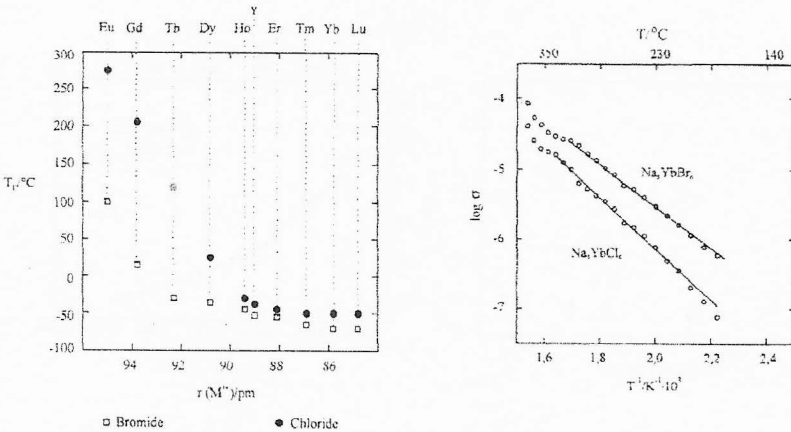 Y
Eu Gd Tb Dy Ho Er Tm Yb Lu
300
250
200
150
100
50
0
-50
-100
94 92 90 88 86
r (M³⁺)/pm
□ Bromide ● Chloride
T/°C
230 140
-4
-5
-6
-7
log σ
Na₃YbBr₆
Na₃YbCl₆
1,6 1,8 2,0 2,2 2,4
T⁻¹/K⁻¹·10³